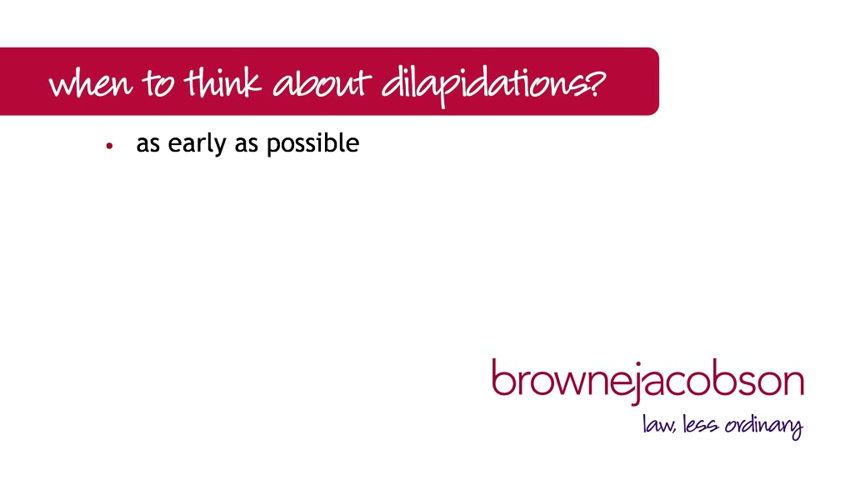 when to think about dilapidations?
• as early as possible
brownejacobson
law, less ordinary